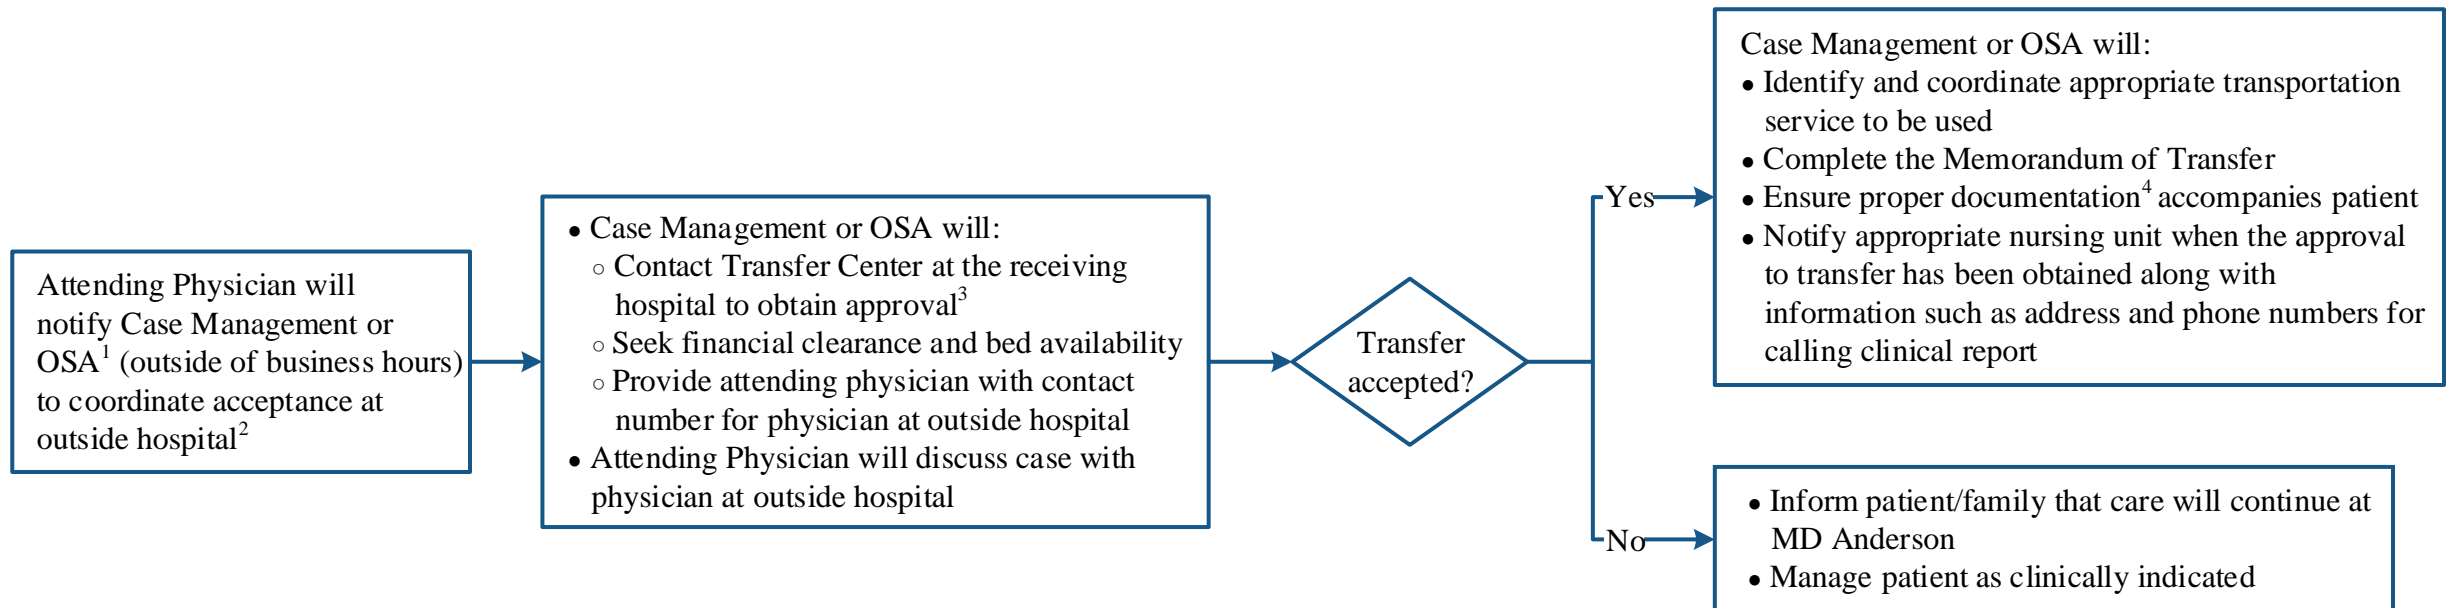 Attending Physician will
notify Case Management or
OSA¹ (outside of business hours)
to coordinate acceptance at
outside hospital²
● Case Management or OSA will:
○ Contact Transfer Center at the receiving
hospital to obtain approval³
○ Seek financial clearance and bed availability
○ Provide attending physician with contact
number for physician at outside hospital
● Attending Physician will discuss case with
physician at outside hospital
Transfer
accepted?
Yes
Case Management or OSA will:
● Identify and coordinate appropriate transportation
service to be used
● Complete the Memorandum of Transfer
● Ensure proper documentation⁴ accompanies patient
● Notify appropriate nursing unit when the approval
to transfer has been obtained along with
information such as address and phone numbers for
calling clinical report
No
● Inform patient/family that care will continue at
MD Anderson
● Manage patient as clinically indicated